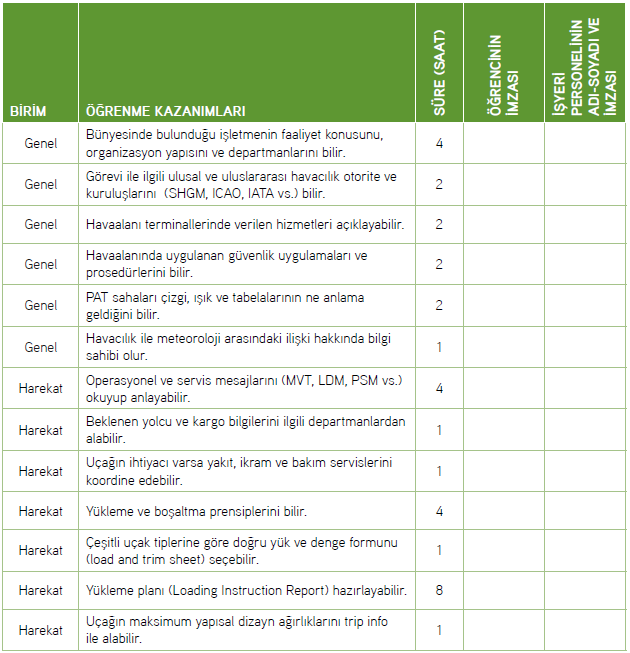 BİRİM
ÖĞRENME KAZANIMLARI
SÜRE (SAAT)
ÖĞRENCİNİN
İMZASI
İŞYERİ
PERSONELİNİN
ADI-SOYADI VE
İMZASI
Genel
Bünyesinde bulunduğu işletmenin faaliyet konusunu,
organizasyon yapısını ve departmanlarını bilir.
4
Genel
Görevi ile ilgili ulusal ve uluslararası havacılık otorite ve
kuruluşlarını (SHGM, ICAO, IATA vs.) bilir.
2
Genel
Havaalanı terminallerinde verilen hizmetleri açıklayabilir.
2
Genel
Havaalanında uygulanan güvenlik uygulamaları ve
prosedürlerini bilir.
2
Genel
PAT sahaları çizgi, ışık ve tabelalarının ne anlama
geldiğini bilir.
2
Genel
Havacılık ile meteoroloji arasındaki ilişki hakkında bilgi
sahibi olur.
1
Harekat
Operasyonel ve servis mesajlarını (MVT, LDM, PSM vs.)
okuyup anlayabilir.
4
Harekat
Beklenen yolcu ve kargo bilgilerini ilgili departmanlardan
alabilir.
1
Harekat
Uçağın ihtiyacı varsa yakıt, ikram ve bakım servislerini
koordine edebilir.
1
Harekat
Yükleme ve boşaltma prensiplerini bilir.
4
Harekat
Çeşitli uçak tiplerine göre doğru yük ve denge formunu
(load and trim sheet) seçebilir.
1
Harekat
Yükleme planı (Loading Instruction Report) hazırlayabilir.
8
Harekat
Uçağın maksimum yapısal dizayn ağırlıklarını trip info
ile alabilir.
1